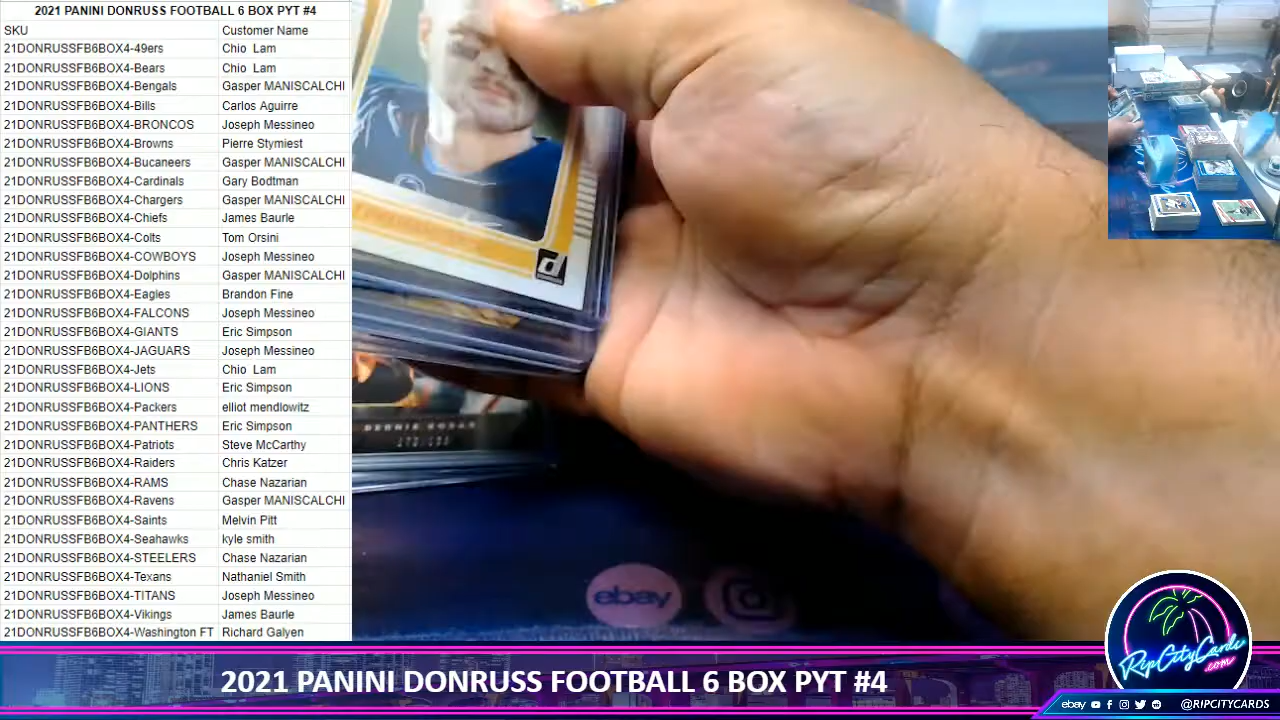 2021 PANINI DONRUSS FOOTBALL 6 BOX PYT #4
SKU Customer Name
21DONRUSSFB6BOX4-49ers Chio Lam
21DONRUSSFB6BOX4-Bears Chio Lam
21DONRUSSFB6BOX4-Bengals Gasper MANISCALCHI
21DONRUSSFB6BOX4-Bills Carlos Aguirre
21DONRUSSFB6BOX4-BRONCOS Joseph Messineo
21DONRUSSFB6BOX4-Browns Pierre Stymiest
21DONRUSSFB6BOX4-Bucaneers Gasper MANISCALCHI
21DONRUSSFB6BOX4-Cardinals Gary Bodtman
21DONRUSSFB6BOX4-Chargers Gasper MANISCALCHI
21DONRUSSFB6BOX4-Chiefs James Baurle
21DONRUSSFB6BOX4-Colts Tom Orsini
21DONRUSSFB6BOX4-COWBOYS Joseph Messineo
21DONRUSSFB6BOX4-Dolphins Gasper MANISCALCHI
21DONRUSSFB6BOX4-Eagles Brandon Fine
21DONRUSSFB6BOX4-FALCONS Joseph Messineo
21DONRUSSFB6BOX4-GIANTS Eric Simpson
21DONRUSSFB6BOX4-JAGUARS Joseph Messineo
21DONRUSSFB6BOX4-Jets Chio Lam
21DONRUSSFB6BOX4-LIONS Eric Simpson
21DONRUSSFB6BOX4-Packers elliot mendlowitz
21DONRUSSFB6BOX4-PANTHERS Eric Simpson
21DONRUSSFB6BOX4-Patriots Steve McCarthy
21DONRUSSFB6BOX4-Raiders Chris Katzer
21DONRUSSFB6BOX4-RAMS Chase Nazarian
21DONRUSSFB6BOX4-Ravens Gasper MANISCALCHI
21DONRUSSFB6BOX4-Saints Melvin Pitt
21DONRUSSFB6BOX4-Seahawks kyle smith
21DONRUSSFB6BOX4-STEELERS Chase Nazarian
21DONRUSSFB6BOX4-Texans Nathaniel Smith
21DONRUSSFB6BOX4-TITANS Joseph Messineo
21DONRUSSFB6BOX4-Vikings James Baurle
21DONRUSSFB6BOX4-Washington FT Richard Galyen
BERNIE KOSAR
ebay
RipCityCards
.com
2021 PANINI DONRUSS FOOTBALL 6 BOX PYT #4
ebay @RIPCITYCARDS